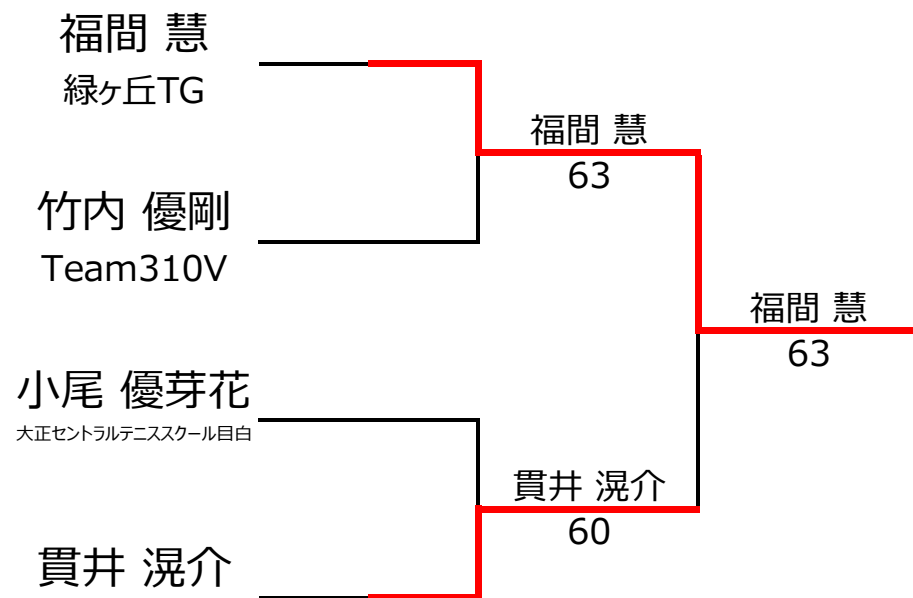 福間 慧
緑ヶ丘TG
福間 慧
63
竹内 優剛
Team310V
福間 慧
63
小尾 優芽花
大正セントラルテニススクール目白
貫井 滉介
60
貫井 滉介